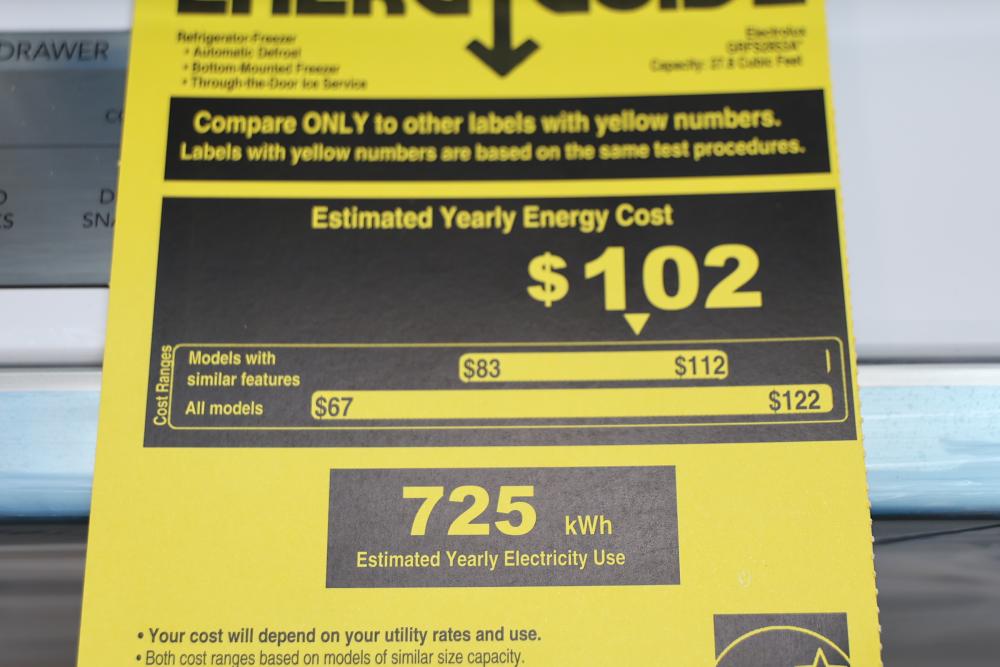 DRAWER
Refrigerator-Freezer
• Automatic Defrost
• Bottom-Mounted Freezer
• Through-the-Door Ice Service
Electrolux
Capacity: 27.8 Cubic Feet
Compare ONLY to other labels with yellow numbers.
Labels with yellow numbers are based on the same test procedures.
Estimated Yearly Energy Cost
$102
Cost Ranges
Models with
similar features
$83 $112
All models
$67 $122
725 kWh
Estimated Yearly Electricity Use
• Your cost will depend on your utility rates and use.
• Both cost ranges based on models of similar size capacity.